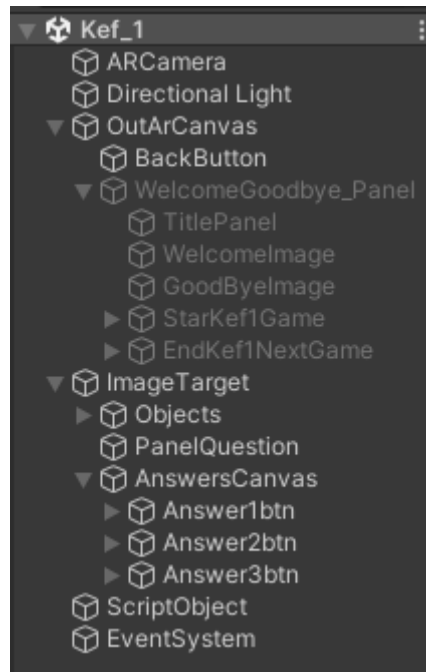 Kef_1
ARCamera
Directional Light
OutArCanvas
BackButton
WelcomeGoodbye_Panel
TitlePanel
WelcomeImage
GoodByeImage
StarKef1Game
EndKef1NextGame
ImageTarget
Objects
PanelQuestion
AnswersCanvas
Answer1btn
Answer2btn
Answer3btn
ScriptObject
EventSystem